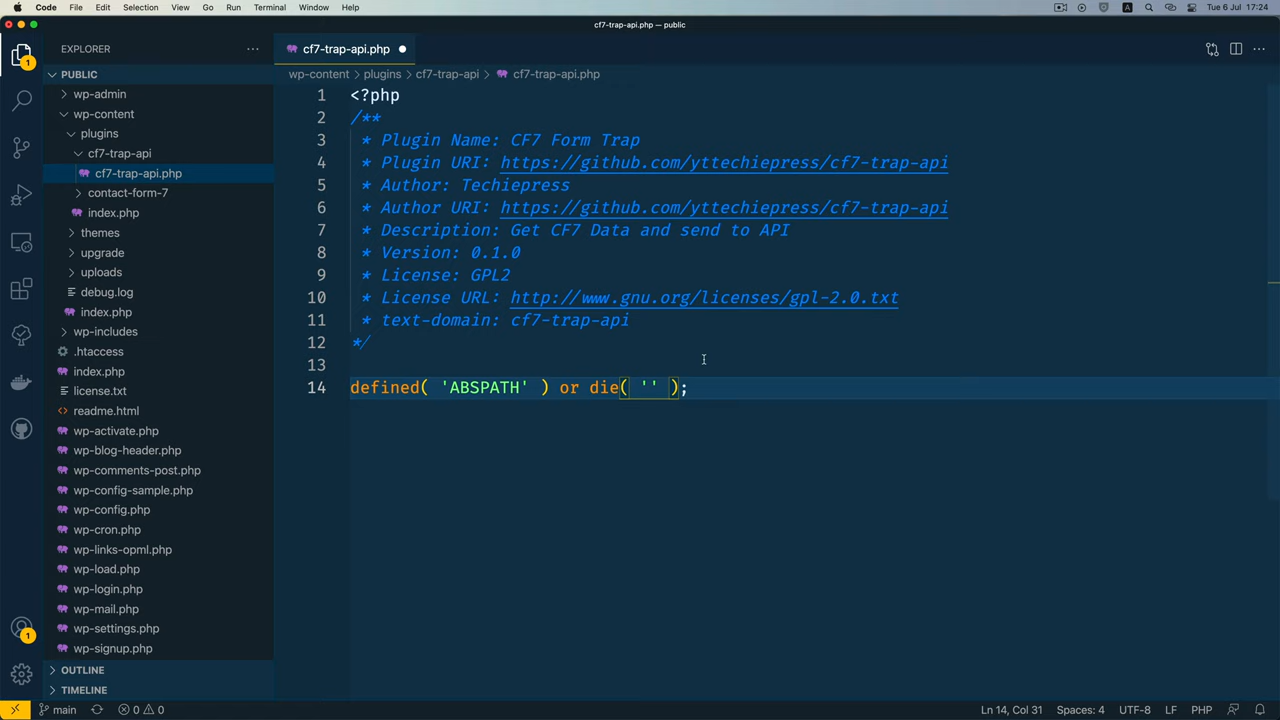 Code File Edit Selection View Go Run Terminal Window Help A Tue 6 Jul 17:24
cf7-trap-api.php — public
EXPLORER
cf7-trap-api.php
PUBLIC
wp-content plugins cf7-trap-api cf7-trap-api.php
wp-admin
wp-content
plugins
cf7-trap-api
cf7-trap-api.php
contact-form-7
index.php
themes
upgrade
uploads
debug.log
index.php
wp-includes
.htaccess
index.php
license.txt
readme.html
wp-activate.php
wp-blog-header.php
wp-comments-post.php
wp-config-sample.php
wp-config.php
wp-cron.php
wp-links-opml.php
wp-load.php
wp-login.php
wp-mail.php
wp-settings.php
wp-signup.php
OUTLINE
TIMELINE
1
1
1 <?php
2 /**
3 * Plugin Name: CF7 Form Trap
4 * Plugin URI: https://github.com/yttechiepress/cf7-trap-api
5 * Author: Techiepress
6 * Author URI: https://github.com/yttechiepress/cf7-trap-api
7 * Description: Get CF7 Data and send to API
8 * Version: 0.1.0
9 * License: GPL2
10 * License URL: http://www.gnu.org/licenses/gpl-2.0.txt
11 * text-domain: cf7-trap-api
12 */
13
14 defined( 'ABSPATH' ) or die( '' );
main 0 0 Ln 14, Col 31 Spaces: 4 UTF-8 LF PHP